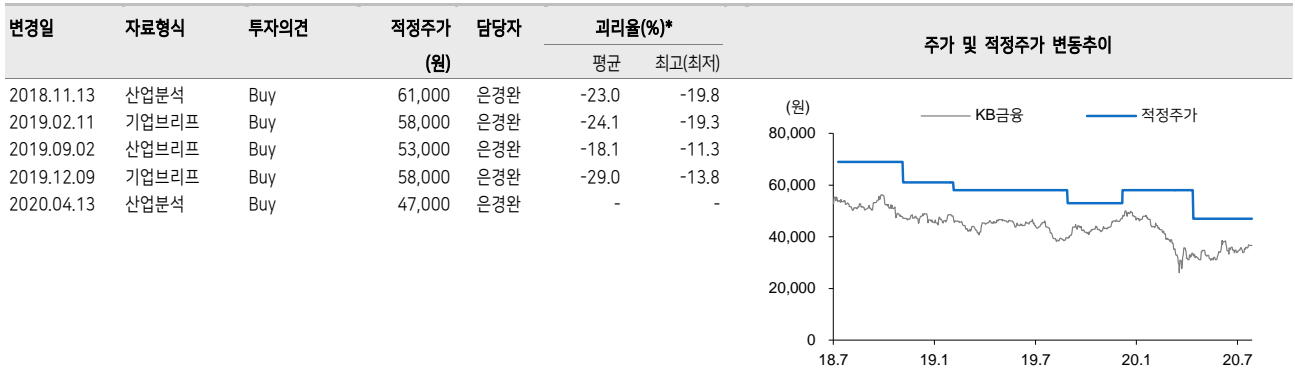 변경일 자료형식 투자의견 적정주가 담당자 괴리율(%)*
(원) 평균 최고(최저)
2018.11.13 산업분석 Buy 61,000 은경완 -23.0 -19.8
2019.02.11 기업브리프 Buy 58,000 은경완 -24.1 -19.3
2019.09.02 산업브리프 Buy 53,000 은경완 -18.1 -11.3
2019.12.09 기업브리프 Buy 58,000 은경완 -29.0 -13.8
2020.04.13 산업분석 Buy 47,000 은경완 - -
주가 및 적정주가 변동추이
(원)
KB금융 적정주가
80,000
60,000
40,000
20,000
0
18.7 19.1 19.7 20.1 20.7